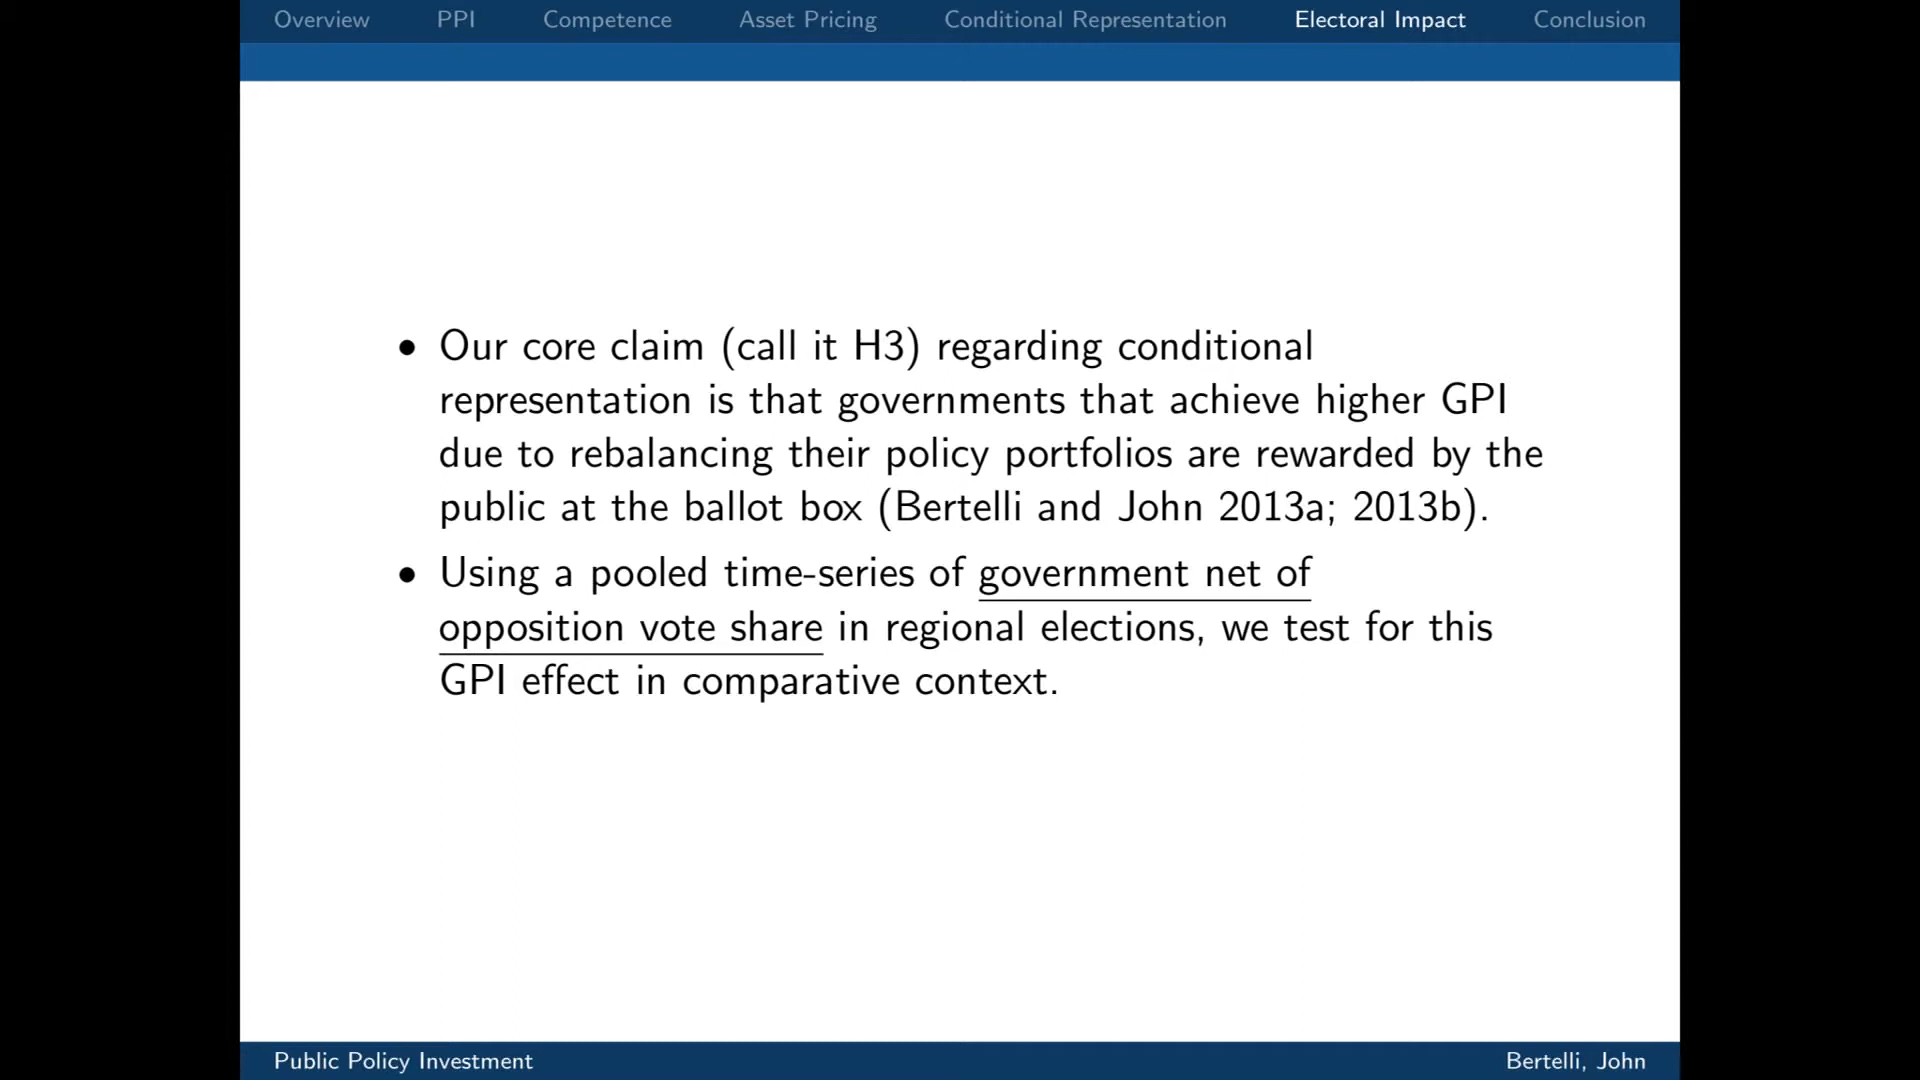 Overview PPI Competence Asset Pricing Conditional Representation Electoral Impact Conclusion
• Our core claim (call it H3) regarding conditional
representation is that governments that achieve higher GPI
due to rebalancing their policy portfolios are rewarded by the
public at the ballot box (Bertelli and John 2013a; 2013b).
• Using a pooled time-series of government net of
opposition vote share in regional elections, we test for this
GPI effect in comparative context.
Public Policy Investment Bertelli, John